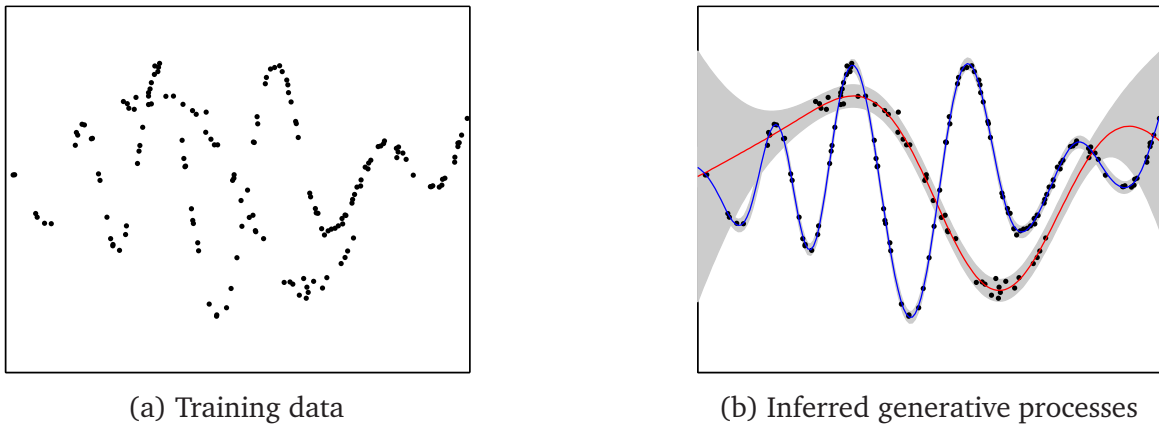 (a) Training data
(b) Inferred generative processes